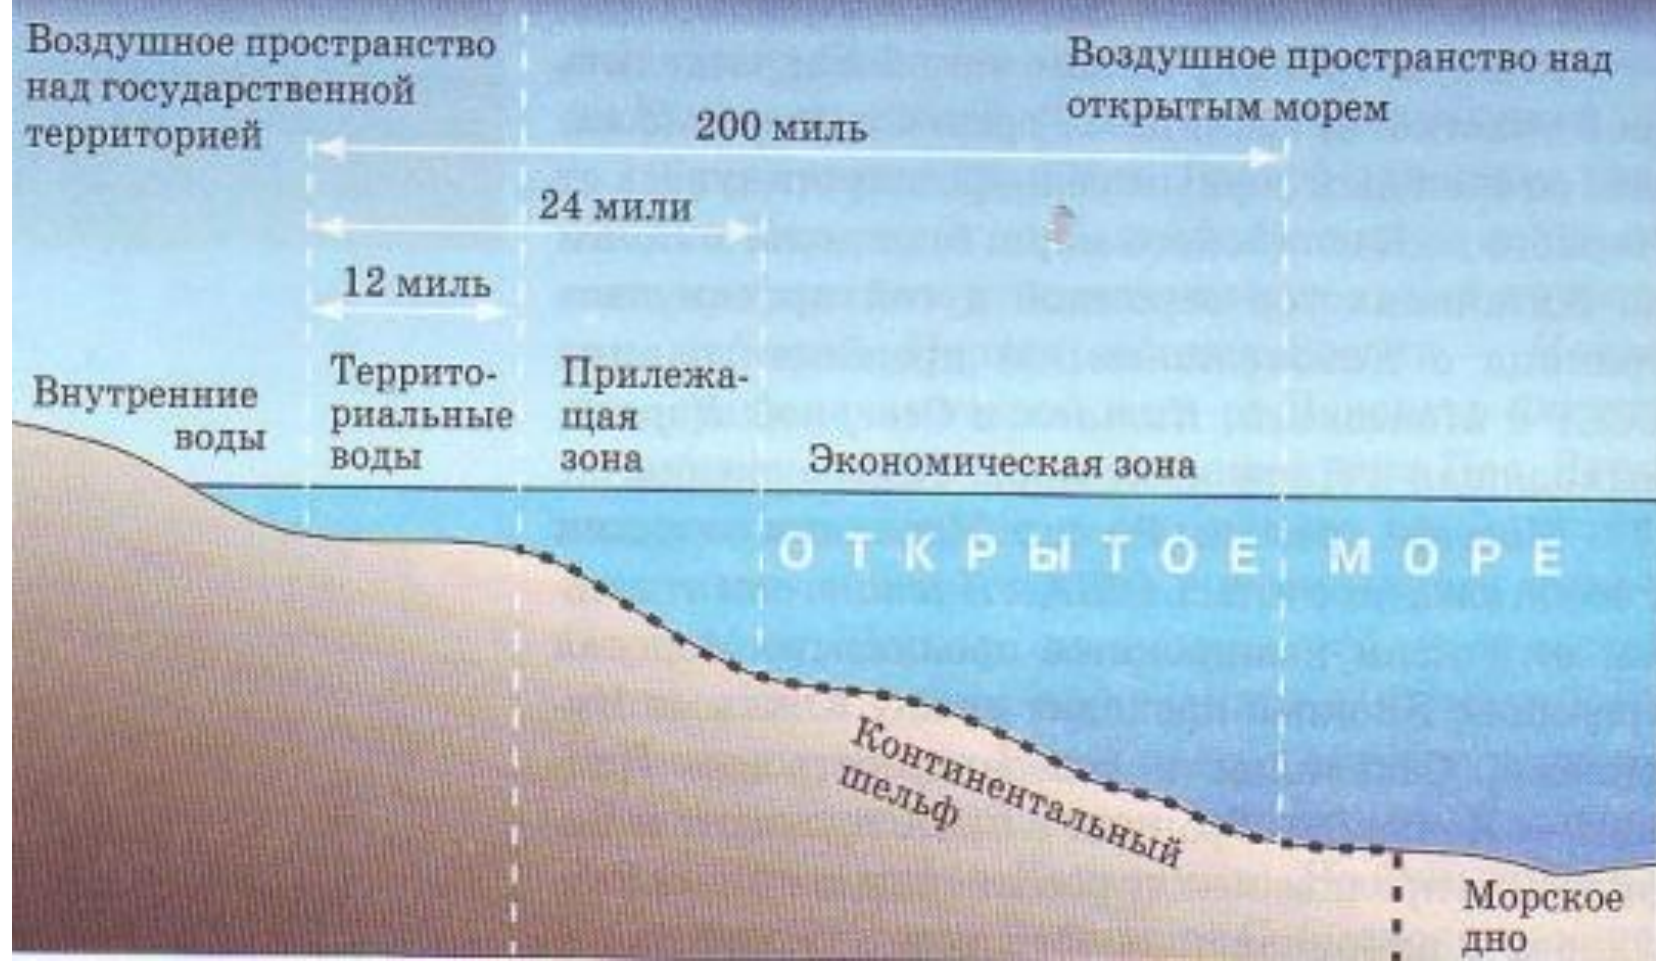 Воздушное пространство
над государственной
территорией
Воздушное пространство над
открытым морем
200 миль
24 мили
12 миль
Внутренние
воды
Террито-
риальные
воды
Прилежа-
щая
зона
Экономическая зона
ОТКРЫТОЕ МОРЕ
Континентальный
шельф
Морское
дно